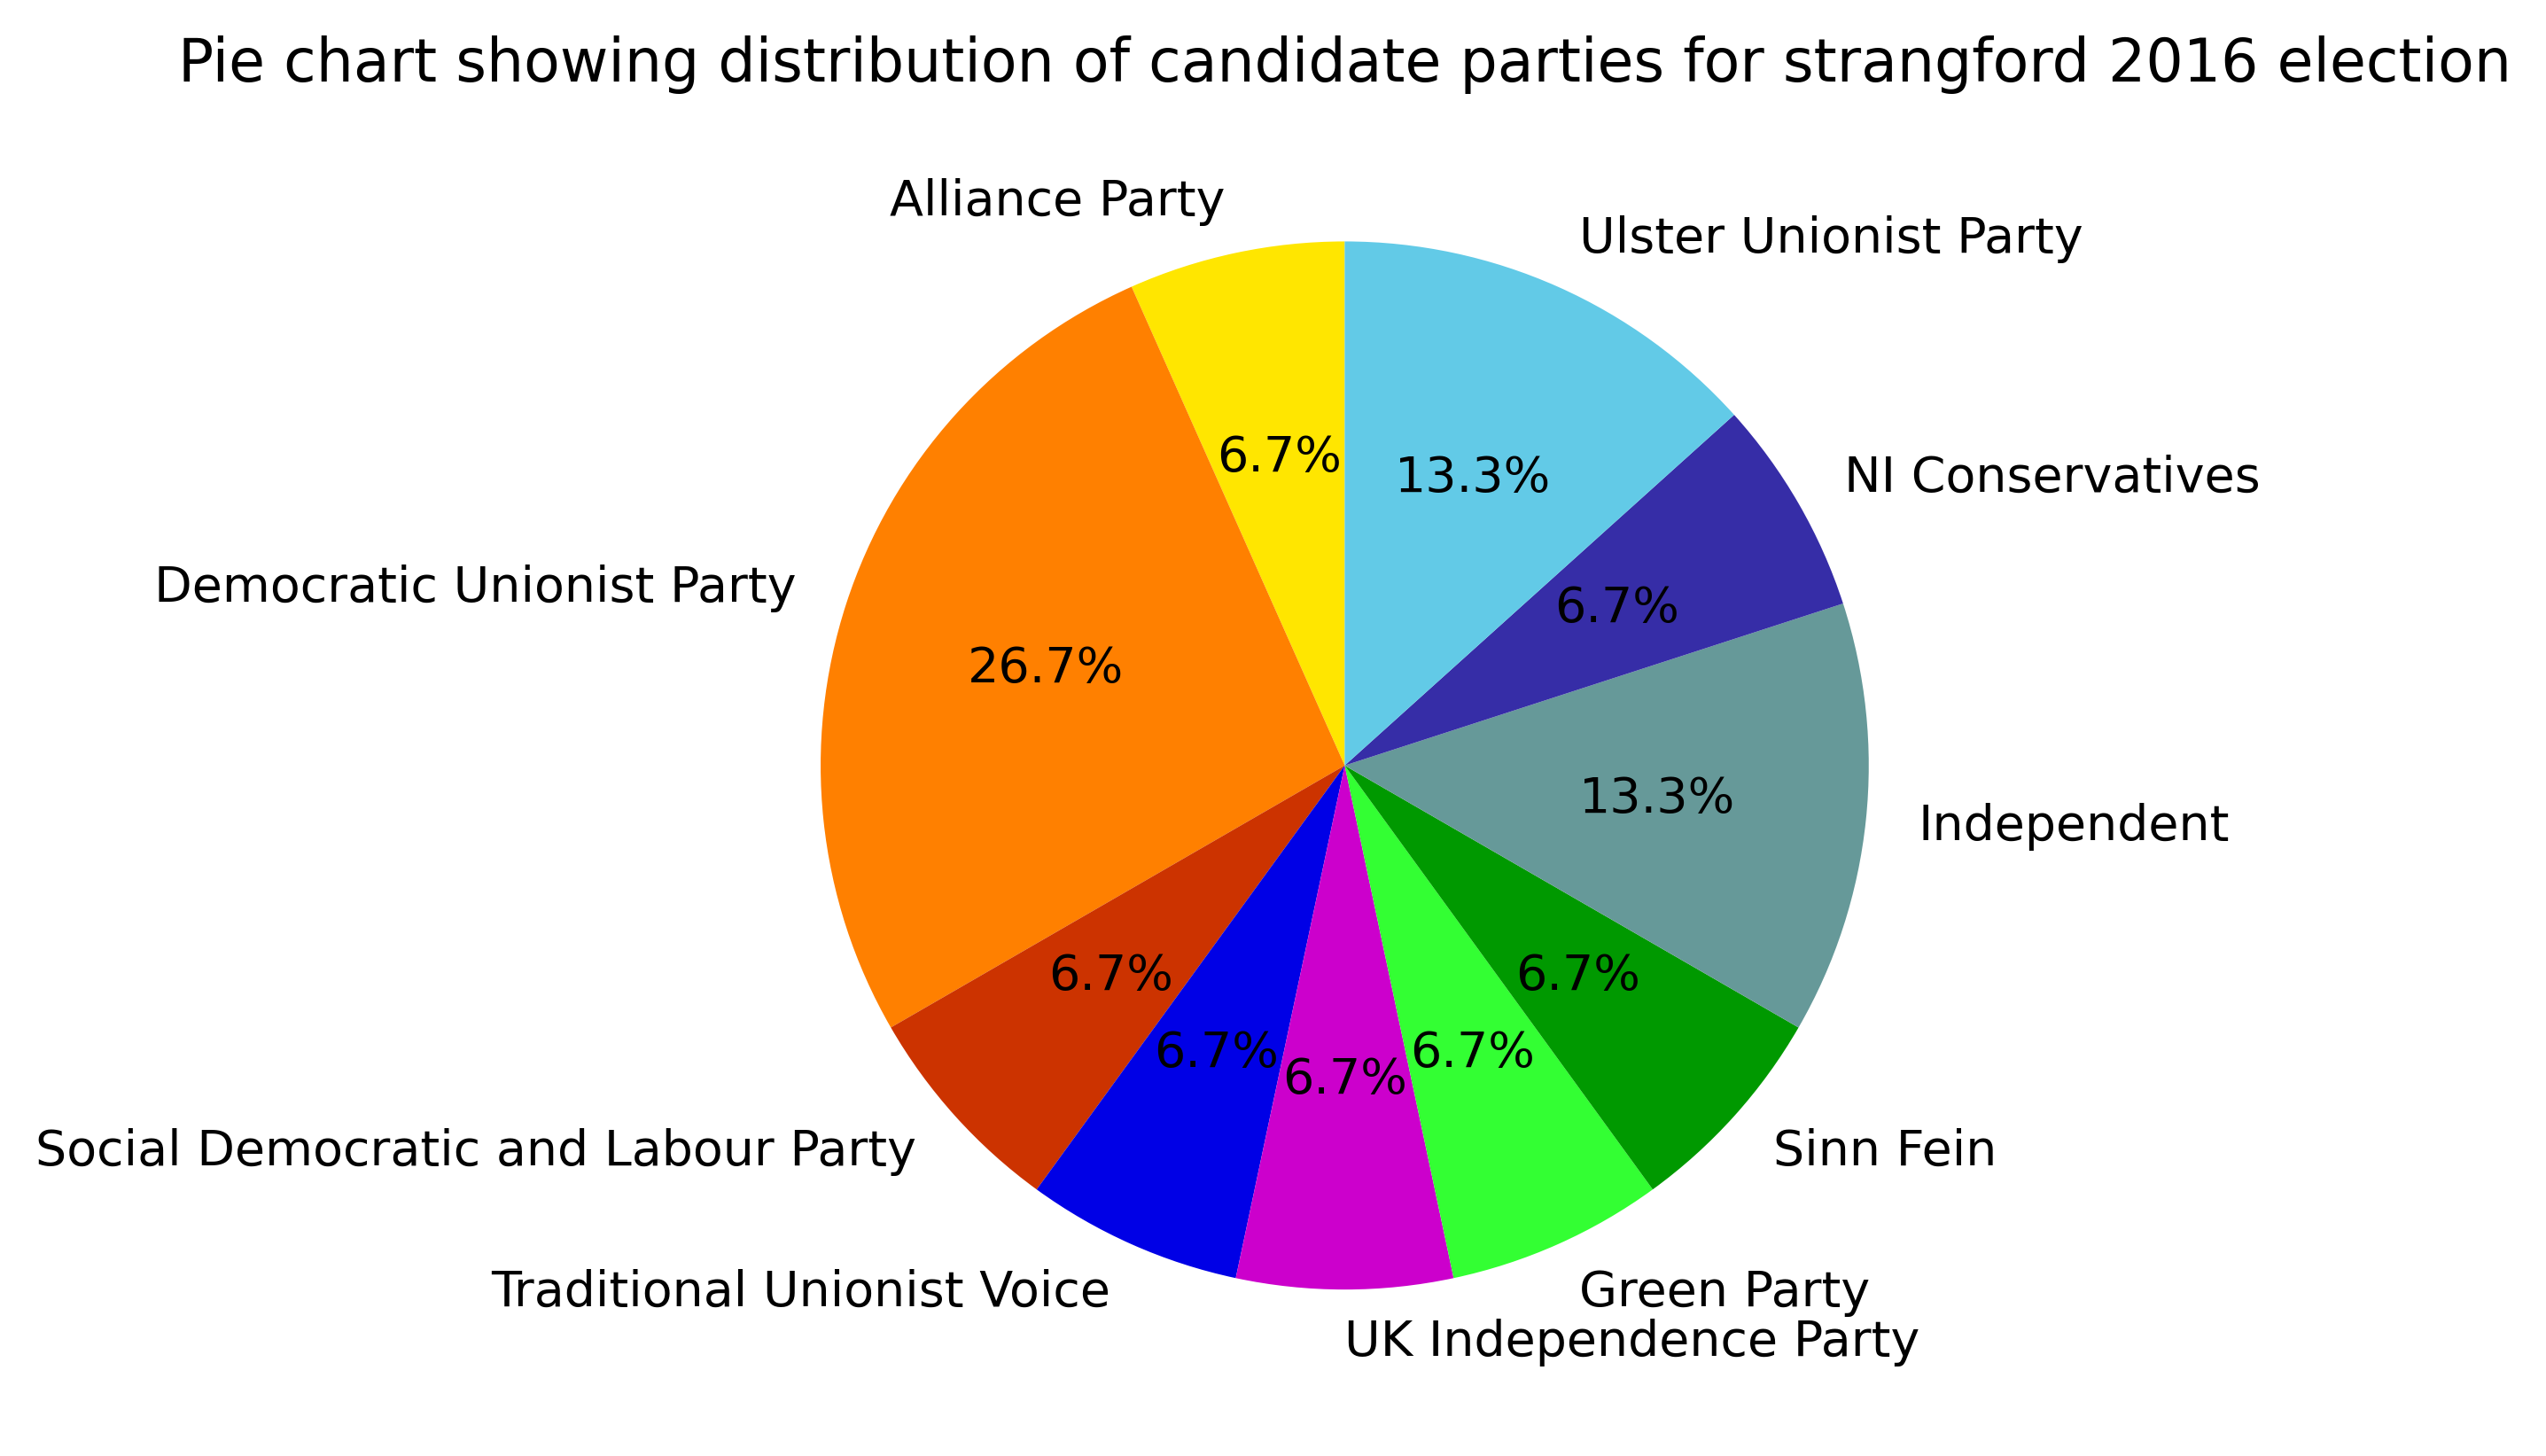 Pie chart showing distribution of candidate parties for strangford 2016 election
Alliance Party
Ulster Unionist Party
6.7%
13.3%
NI Conservatives
Democratic Unionist Party
6.7%
26.7%
13.3%
Independent
6.7%
6.7%
6.7%
6.7%
6.7%
Social Democratic and Labour Party
Sinn Fein
Traditional Unionist Voice
Green Party
UK Independence Party